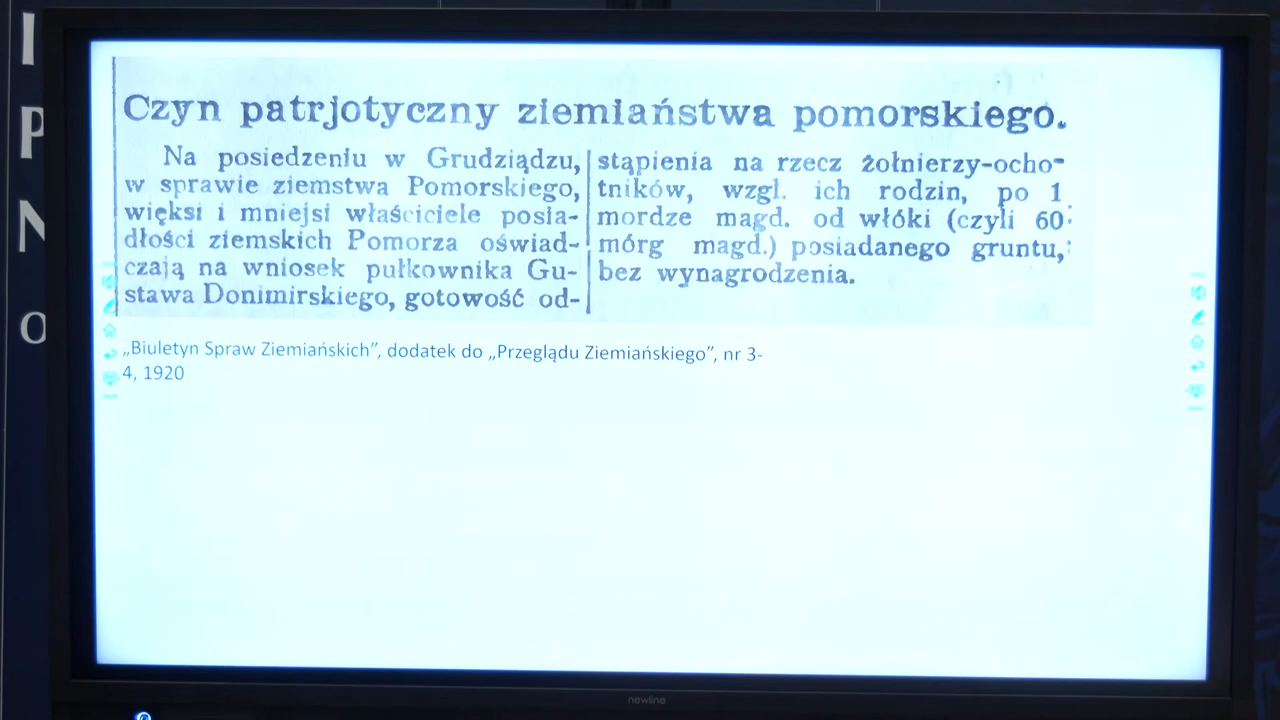 I
P
N
O
Czyn patrjotyczny ziemiaństwa pomorskiego.
Na posiedzeniu w Grudziądzu,
w sprawie ziemstwa Pomorskiego,
więksi i mniejsi właściciele posia-
dłości ziemskich Pomorza oświad-
czają na wniosek pułkownika Gu-
stawa Donimirskiego, gotowość od-
stąpienia na rzecz żołnierzy-ocho-
tników, wzgl. ich rodzin, po 1
mordze magd. od włóki (czyli 60
mórg magd.) posiadanego gruntu,
bez wynagrodzenia.
„Biuletyn Spraw Ziemiańskich”, dodatek do „Przeglądu Ziemiańskiego”, nr 3-
4, 1920
newline